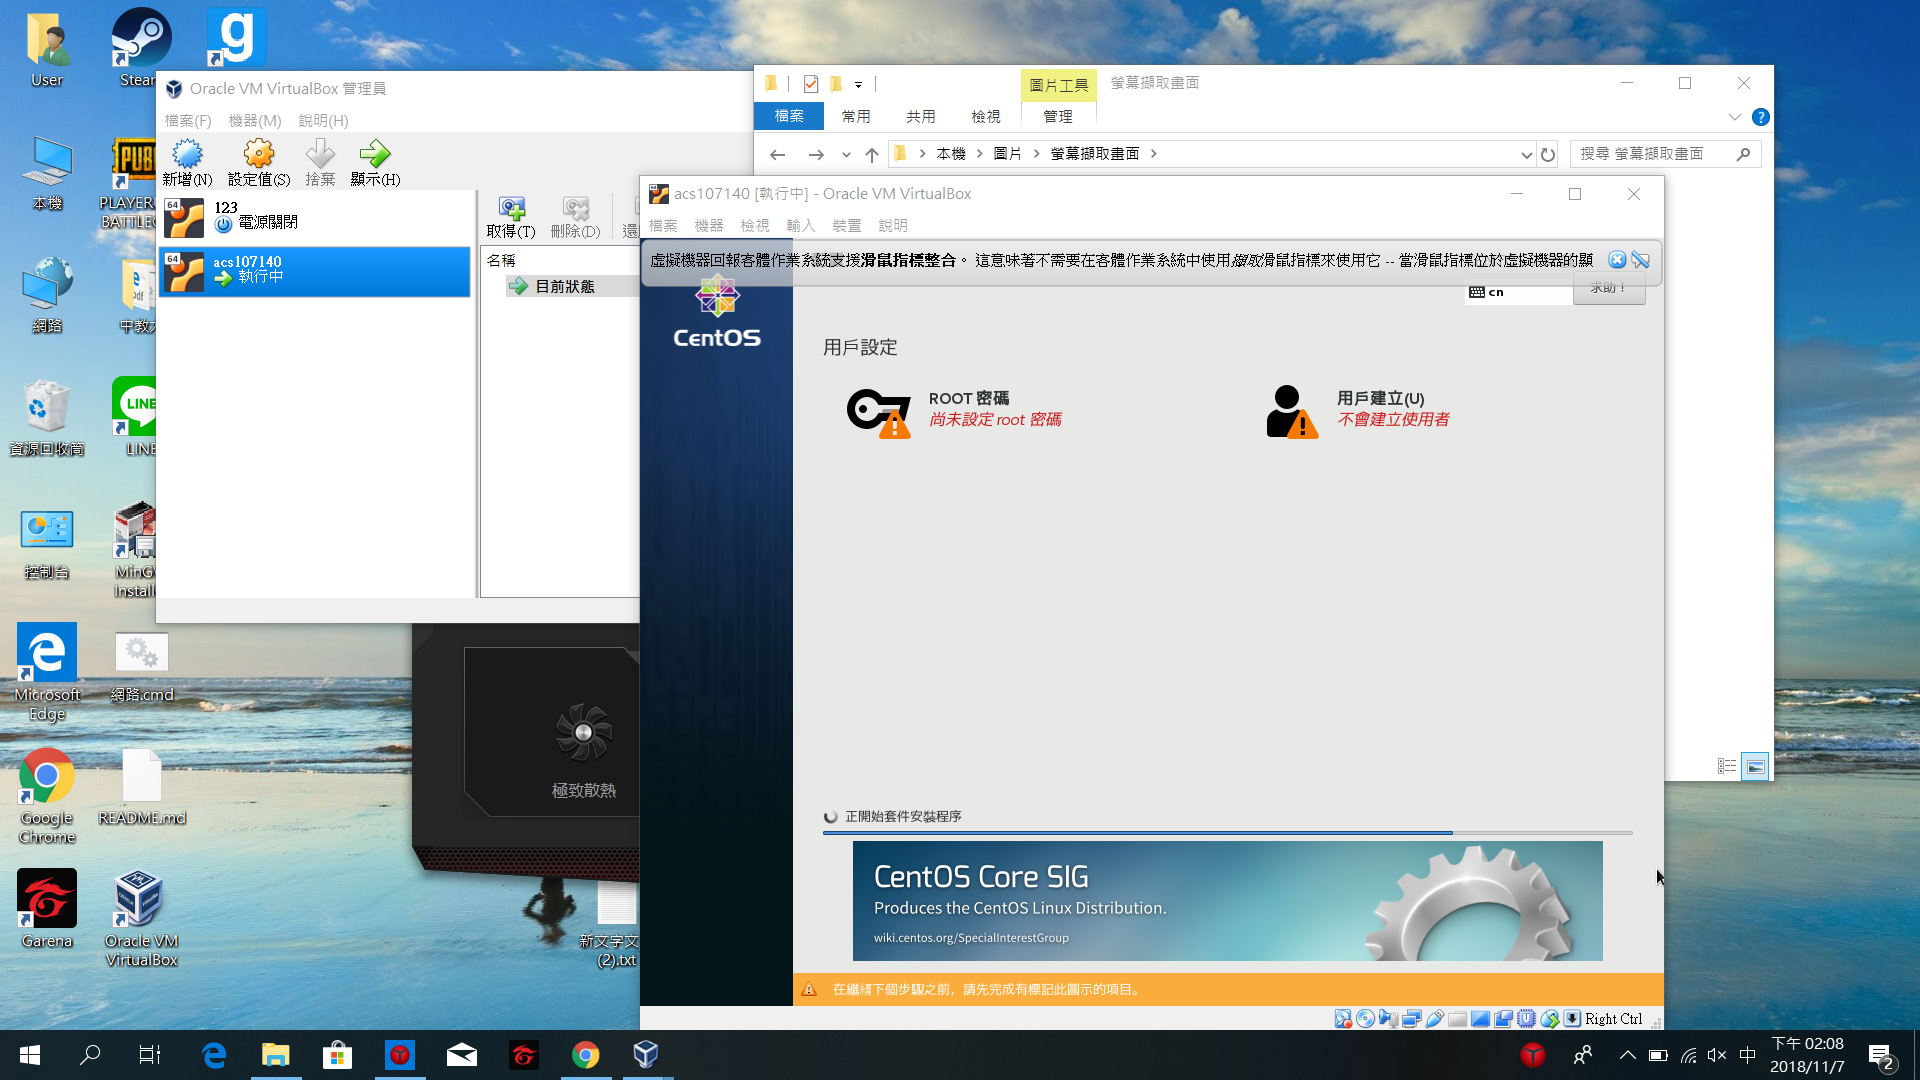 User
Stear
g
本機
PUBG
PLAYER
BATTLEG
網路
中教大
資源回收筒
LINE
LINE
控制台
MinG
Install
Microsoft
Edge
網路.cmd
Google
Chrome
README.md
Garena
Oracle VM
VirtualBox
新文字文
(2).txt
極致散熱
Oracle VM VirtualBox 管理員
檔案(F) 機器(M) 說明(H)
新增(N) 設定值(S) 捨棄 顯示(H)
64 123
電源關閉
64 acs107140
執行中
取得(T) 刪除(D) 還
名稱
目前狀態
圖片工具 螢幕擷取畫面
檔案 常用 共用 檢視 管理
本機 › 圖片 › 螢幕擷取畫面 ›
搜尋 螢幕擷取畫面
acs107140 [執行中] - Oracle VM VirtualBox
檔案 機器 檢視 輸入 裝置 說明
虛擬機器回報客體作業系統支援滑鼠指標整合。 這意味著不需要在客體作業系統中使用擷取滑鼠指標來使用它 -- 當滑鼠指標位於虛擬機器的顯
cn 求助！
CentOS
用戶設定
ROOT 密碼
尚未設定 root 密碼
用戶建立(U)
不會建立使用者
正開始套件安裝程序
CentOS Core SIG
Produces the CentOS Linux Distribution.
wiki.centos.org/SpecialInterestGroup
在繼續下個步驟之前，請先完成有標記此圖示的項目。
Right Ctrl
中
下午 02:08
2018/11/7
2